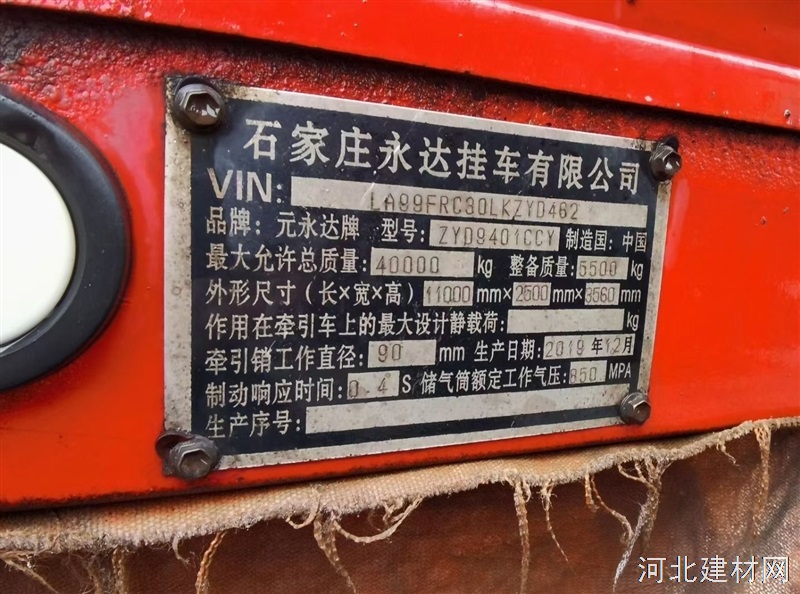 石家庄永达挂车有限公司
VIN: LA99FRC30LKZYD462
品牌: 元永达牌 型号: ZYD9401CCY 制造国: 中国
最大允许总质量: 40000 kg 整备质量: 5500 kg
外形尺寸(长×宽×高) 11000 mm× 2500 mm× 3560 mm
作用在牵引车上的最大设计静载荷: kg
牵引销工作直径: 90 mm 生产日期: 2019年12月
制动响应时间: 0.4 S 储气筒额定工作气压: 850 MPA
生产序号:
河北建材网